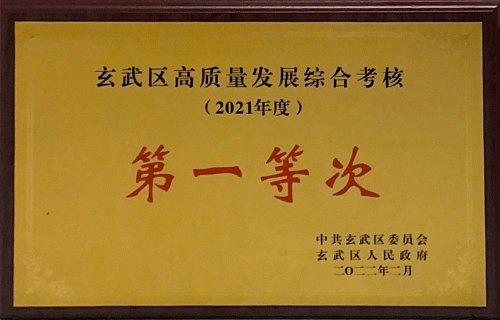 玄武区高质量发展综合考核
（2021年度）
第一等次
中共玄武区委员会
玄武区人民政府
二〇二二年二月